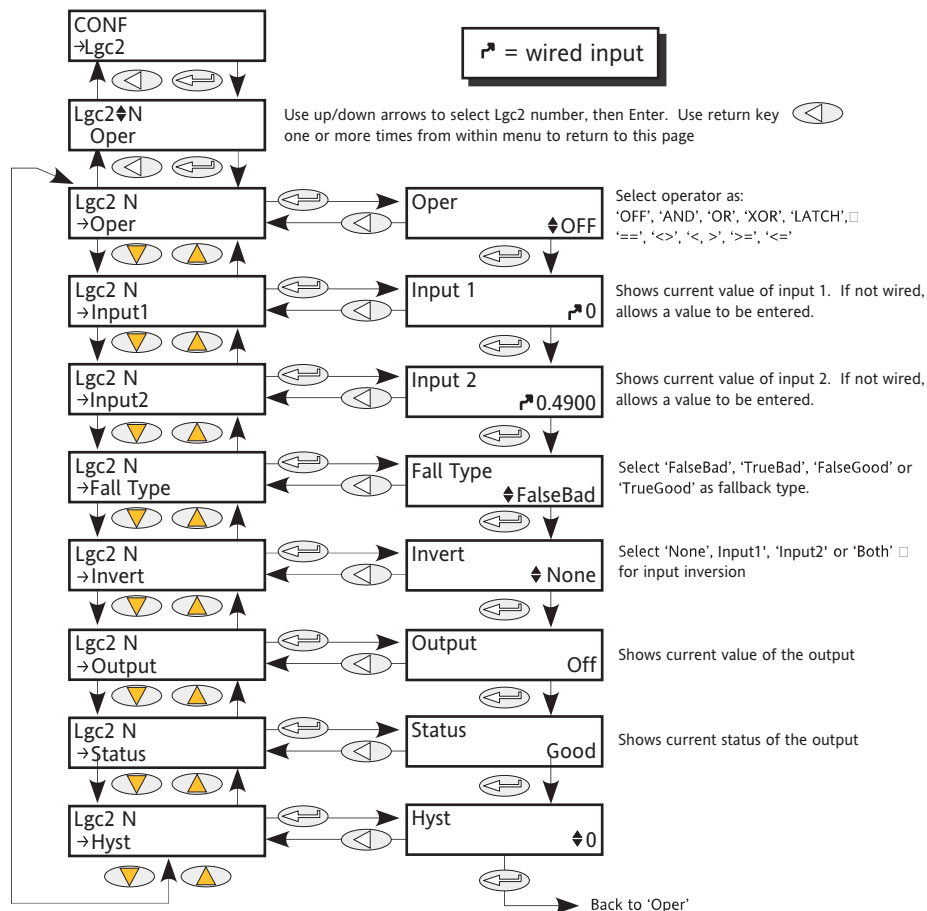 CONF
→Lgc2
= wired input
Lgc2♦N
Oper
Use up/down arrows to select Lgc2 number, then Enter. Use return key
one or more times from within menu to return to this page
Lgc2 N
→Oper
Oper
♦OFF
Select operator as:
‘OFF’, ‘AND’, ‘OR’, ‘XOR’, ‘LATCH’,□
‘==’, ‘<>’, ‘<, >’, ‘>=’, ‘<=’
Lgc2 N
→Input1
Input 1
0
Shows current value of input 1. If not wired,
allows a value to be entered.
Lgc2 N
→Input2
Input 2
0.4900
Shows current value of input 2. If not wired,
allows a value to be entered.
Lgc2 N
→Fall Type
Fall Type
♦FalseBad
Select ‘FalseBad’, ‘TrueBad’, ‘FalseGood’ or
‘TrueGood’ as fallback type.
Lgc2 N
→Invert
Invert
♦None
Select ‘None’, Input1', ‘Input2' or ‘Both’ □
for input inversion
Lgc2 N
→Output
Output
Off
Shows current value of the output
Lgc2 N
→Status
Status
Good
Shows current status of the output
Lgc2 N
→Hyst
Hyst
♦0
Back to ‘Oper’